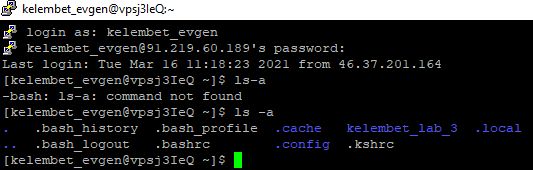 kelembet_evgen@vpsj3IeQ:~
login as: kelembet_evgen
kelembet_evgen@91.219.60.189's password:
Last login: Tue Mar 16 11:18:23 2021 from 46.37.201.164
[kelembet_evgen@vpsj3IeQ ~]$ ls-a
-bash: ls-a: command not found
[kelembet_evgen@vpsj3IeQ ~]$ ls -a
. .bash_history .bash_profile .cache kelembet_lab_3 .local
.. .bash_logout .bashrc .config .kshrc
[kelembet_evgen@vpsj3IeQ ~]$